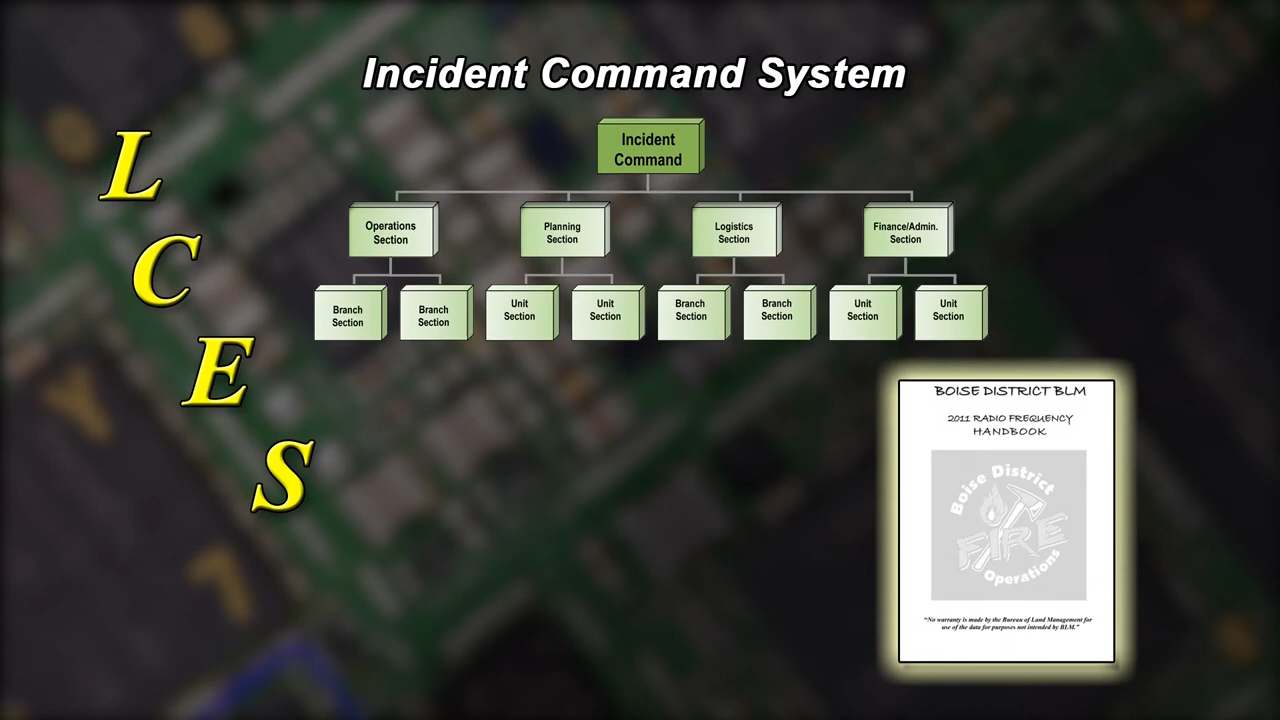 Incident Command System
L
C
E
S
Incident
Command
Operations
Section
Planning
Section
Logistics
Section
Finance/Admin.
Section
Branch
Section
Branch
Section
Unit
Section
Unit
Section
Branch
Section
Branch
Section
Unit
Section
Unit
Section
BOISE DISTRICT BLM
2011 RADIO FREQUENCY
HANDBOOK
Boise District
FIRE
Operations
"No warranty is made by the Bureau of Land Management for
use of the data for purposes not intended by BLM."